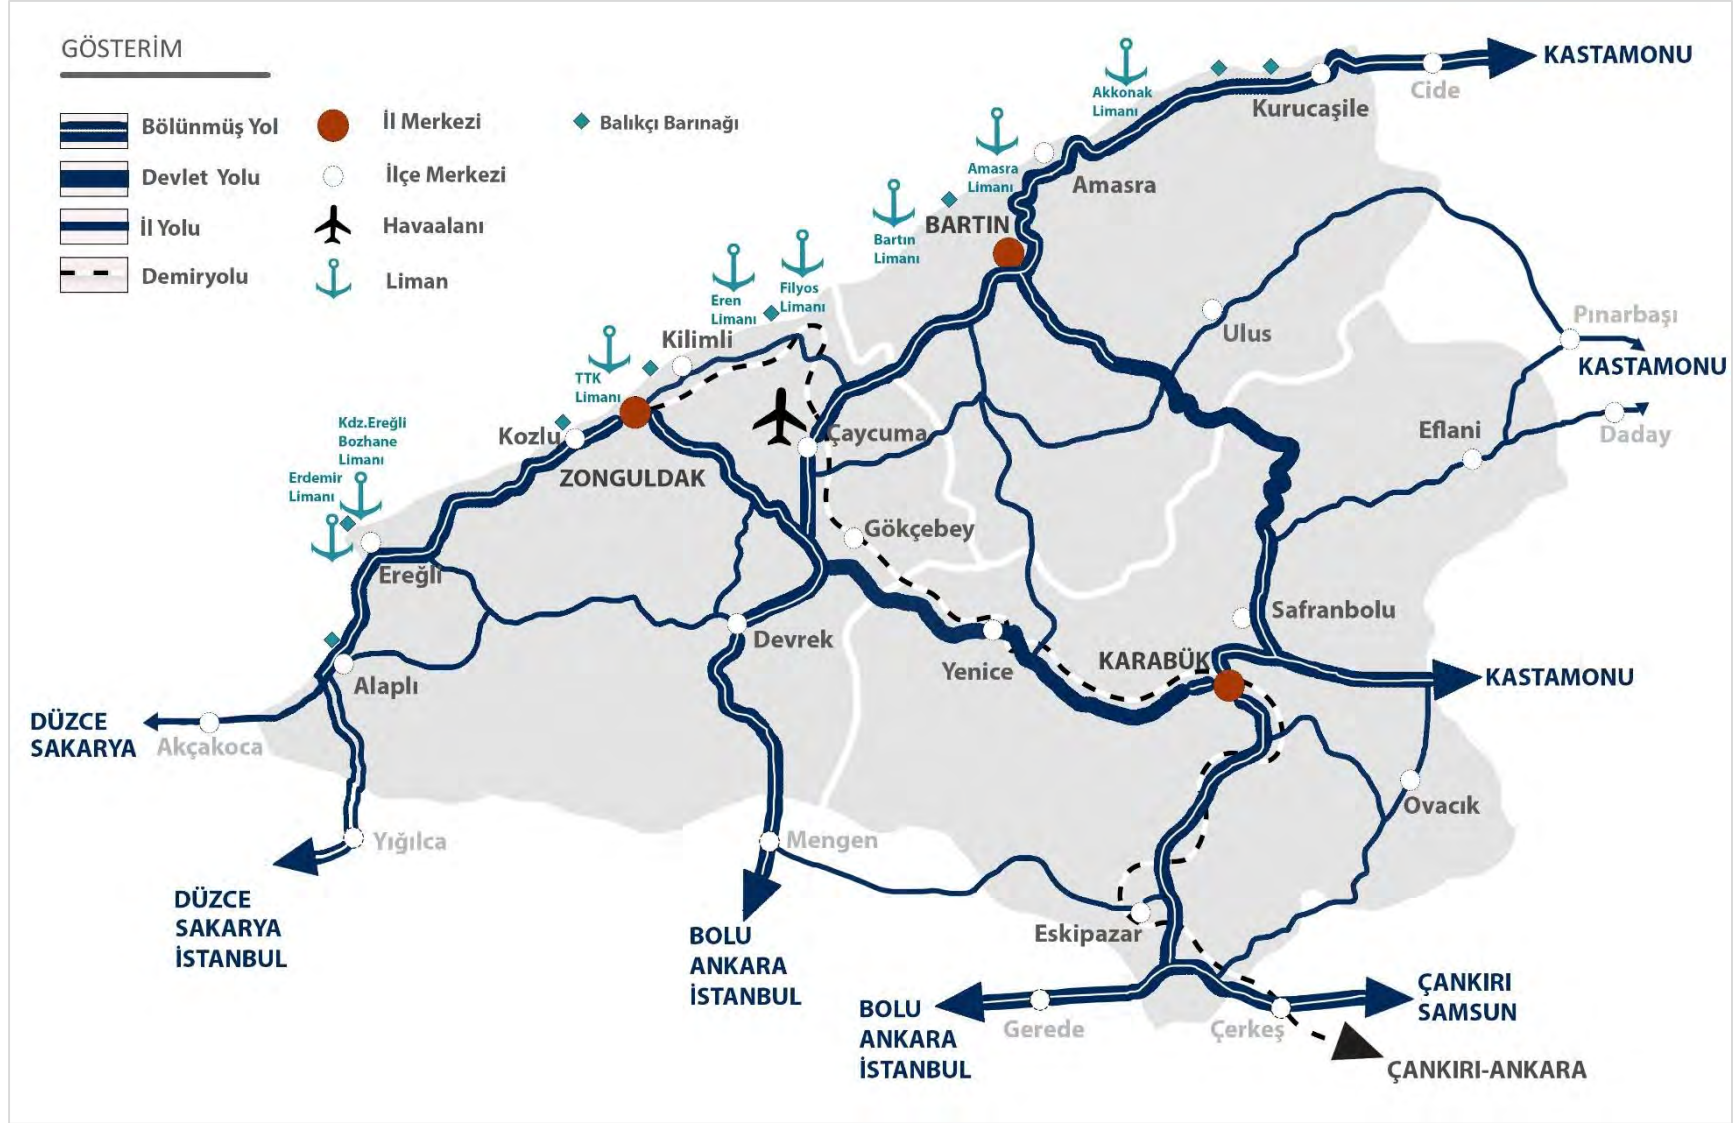 GÖSTERİM
Bölünmüş Yol
İl Merkezi
Balıkçı Barınağı
Devlet Yolu
İlçe Merkezi
İl Yolu
Havaalanı
Demiryolu
Liman
KASTAMONU
Cide
Akkonak
Limanı
Kurucaşile
Amasra
Limanı
Amasra
BARTIN
Bartın
Limanı
Filyos
Limanı
Eren
Limanı
Kilimli
TTK
Limanı
Ulus
Pınarbaşı
KASTAMONU
Kdz.Ereğli
Bozhane
Limanı
Kozlu
Çaycuma
Eflani
Daday
Erdemir
Limanı
ZONGULDAK
Gökçebey
Ereğli
Safranbolu
Devrek
Yenice
KARABÜK
KASTAMONU
Alaplı
DÜZCE
SAKARYA
Akçakoca
Ovacık
Yığılca
Mengen
DÜZCE
SAKARYA
İSTANBUL
BOLU
ANKARA
İSTANBUL
Eskipazar
BOLU
ANKARA
İSTANBUL
Gerede
Çerkeş
ÇANKIRI
SAMSUN
ÇANKIRI-ANKARA